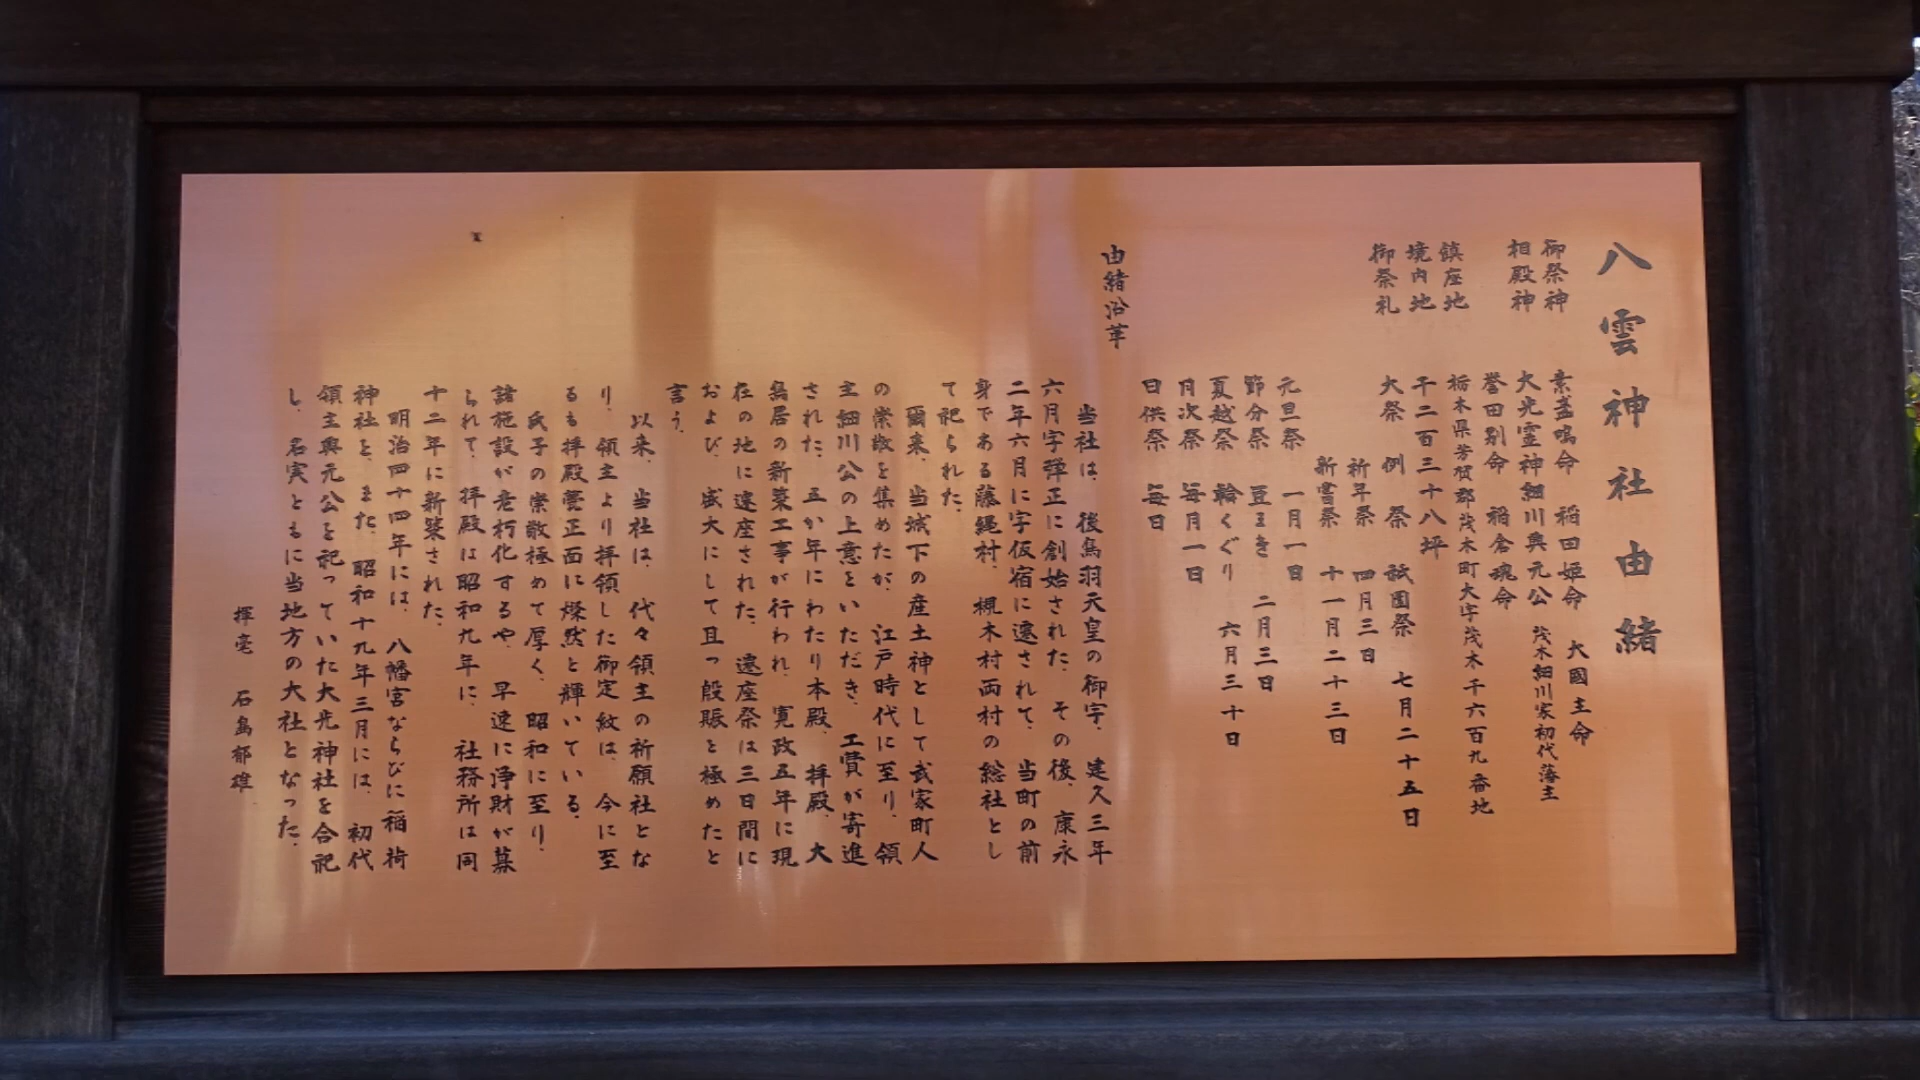 八雲神社由緒
御祭神 素盞嗚命 稲田姫命 大國主命
相殿神 大光霊神細川興元公 茂木細川家初代藩主
誉田別命 稲倉魂命
鎮座地 栃木県芳賀郡茂木町大字茂木千六百九番地
境内地 千二百三十八坪
御祭礼 大祭 例祭 祇園祭 七月二十五日
祈年祭 四月三日
新嘗祭 十一月二十三日
元旦祭 一月一日
節分祭 豆まき 二月三日
夏越祭 輪くぐり 六月三十日
月次祭 毎月一日
日供祭 毎日
由緒沿革
当社は、後鳥羽天皇の御宇、建久三年
六月字弾正に創始された。その後、康永
二年六月に字仮宿に遷されて、当町の前
身である藤縄村、槻木村両村の総社とし
て祀られた。
爾来、当城下の産土神として武家町人
の崇敬を集めたが、江戸時代に至り、領
主細川公の上意をいただき、工賞が寄進
された。五か年にわたり本殿、拝殿、大
鳥居の新築工事が行われ、寛政五年に現
在の地に遷座された。遷座祭は三日間に
および、盛大にして且つ殷賑を極めたと
言う。
以来、当社は、代々領主の祈願社とな
り、領主より拝領した御定紋は、今に至
るも拝殿甍正面に燦然と輝いている。
氏子の崇敬極めて厚く、昭和に至り、
諸施設が老朽化するや、早速に浄財が募
られて、拝殿は昭和九年に、社務所は同
十二年に新築された。
明治四十四年には、八幡宮ならびに稲荷
神社を、また、昭和十九年三月には、初代
領主興元公を祀っていた大光神社を合祀
し、名実ともに当地方の大社となった。
揮毫 石島郁雄